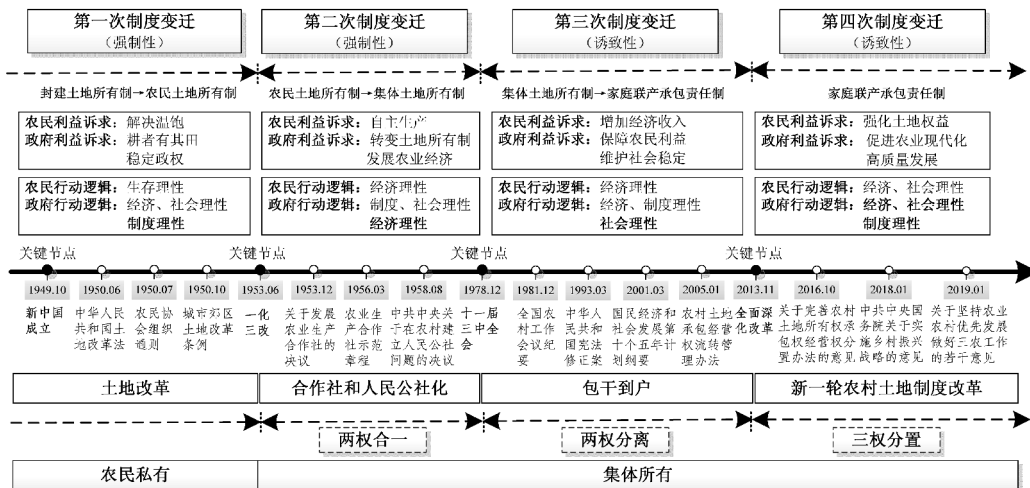 第一次制度变迁
（强制性）
第二次制度变迁
（强制性）
第三次制度变迁
（诱致性）
第四次制度变迁
（诱致性）
封建土地所有制→农民土地所有制
农民土地所有制→集体土地所有制
集体土地所有制→家庭联产承包责任制
家庭联产承包责任制
农民利益诉求：解决温饱
政府利益诉求：耕者有其田
稳定政权
农民利益诉求：自主生产
政府利益诉求：转变土地所有制
发展农业经济
农民利益诉求：增加经济收入
政府利益诉求：保障农民利益
维护社会稳定
农民利益诉求：强化土地权益
政府利益诉求：促进农业现代化
高质量发展
农民行动逻辑：生存理性
政府行动逻辑：经济、社会理性
制度理性
农民行动逻辑：经济理性
政府行动逻辑：制度、社会理性
经济理性
农民行动逻辑：经济理性
政府行动逻辑：经济、制度理性
社会理性
农民行动逻辑：经济、社会理性
政府行动逻辑：经济、社会理性
制度理性
关键节点
关键节点
关键节点
关键节点
1949.10
1950.06
1950.07
1950.10
1953.06
1953.12
1956.03
1958.08
1978.12
1981.12
1993.03
2001.03
2005.01
2013.11
2016.10
2018.01
2019.01
新中国
成立
中华人民
共和国土
地改革法
农民协
会组织
通则
城市郊区
土地改革
条例
一化
三改
关于发展
农业生产
合作社的
决议
农业生
产合作
社示范
章程
中共中央关
于在农村建
立人民公社
问题的决议
十一届
三中全
会
全国农
村工作
会议纪
要
中华人
民共和
国宪法
修正案
国民经济和
社会发展第
十个五年计
划纲要
农村土地
承包经营
权流转管
理办法
全面深
化改革
关于完善农村
土地所有权承
包权经营权分
置办法的意见
中共中央国
务院关于实
施乡村振兴
战略的意见
关于坚持农业
农村优先发展
做好三农工作
的若干意见
土地改革
合作社和人民公社化
包干到户
新一轮农村土地制度改革
两权合一
两权分离
三权分置
农民私有
集体所有